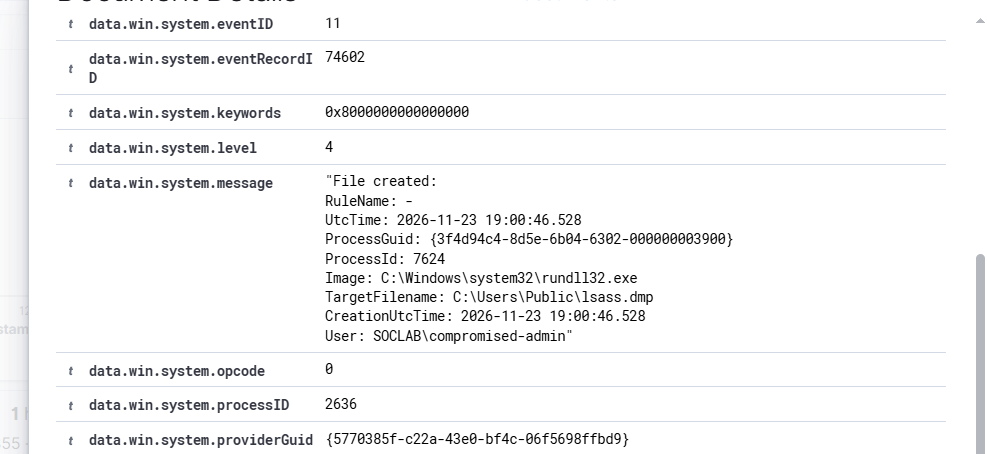 t data.win.system.eventID 11
t data.win.system.eventRecordI 74602
D
t data.win.system.keywords 0x8000000000000000
t data.win.system.level 4
t data.win.system.message "File created:
RuleName: -
UtcTime: 2026-11-23 19:00:46.528
ProcessGuid: {3f4d94c4-8d5e-6b04-6302-000000003900}
ProcessId: 7624
Image: C:\Windows\system32\rundll32.exe
TargetFilename: C:\Users\Public\lsass.dmp
CreationUtcTime: 2026-11-23 19:00:46.528
User: SOCLAB\compromised-admin"
t data.win.system.opcode 0
t data.win.system.processID 2636
t data.win.system.providerGuid {5770385f-c22a-43e0-bf4c-06f5698ffbd9}